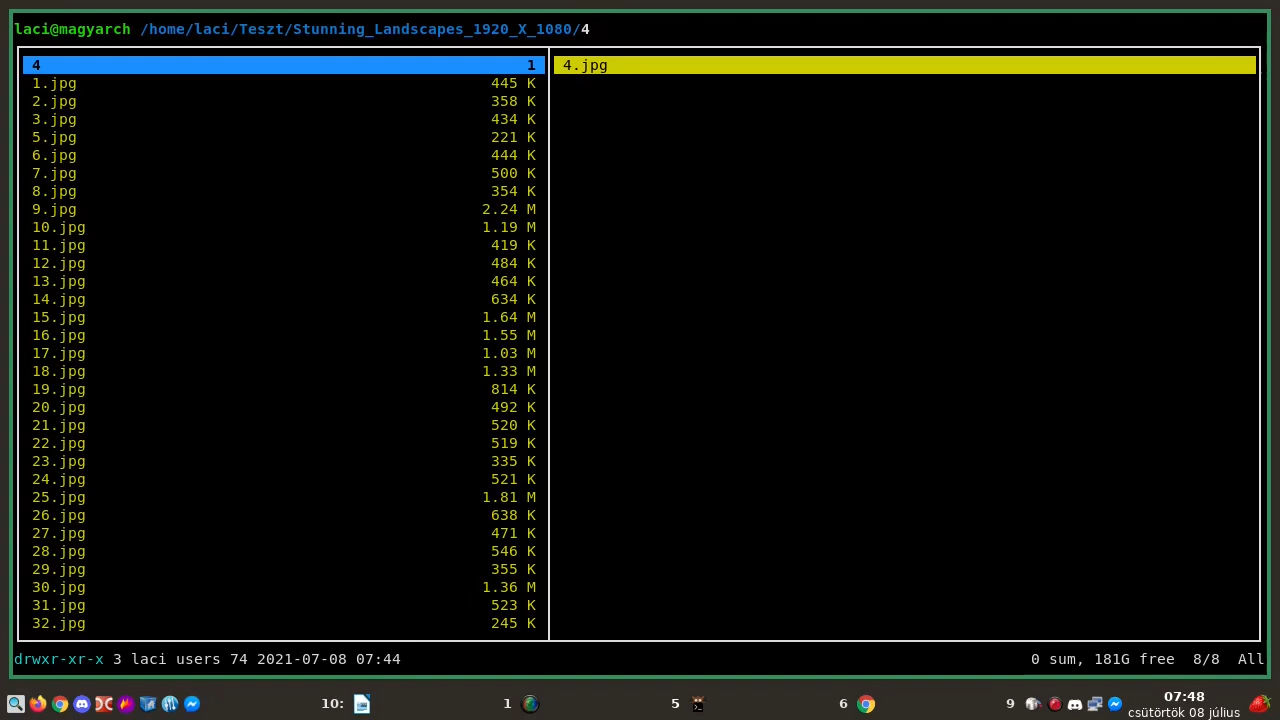 laci@magyarch /home/laci/Teszt/Stunning_Landscapes_1920_X_1080/4
4 1 4.jpg
1.jpg 445 K
2.jpg 358 K
3.jpg 434 K
5.jpg 221 K
6.jpg 444 K
7.jpg 500 K
8.jpg 354 K
9.jpg 2.24 M
10.jpg 1.19 M
11.jpg 419 K
12.jpg 484 K
13.jpg 464 K
14.jpg 634 K
15.jpg 1.64 M
16.jpg 1.55 M
17.jpg 1.03 M
18.jpg 1.33 M
19.jpg 814 K
20.jpg 492 K
21.jpg 520 K
22.jpg 519 K
23.jpg 335 K
24.jpg 521 K
25.jpg 1.81 M
26.jpg 638 K
27.jpg 471 K
28.jpg 546 K
29.jpg 355 K
30.jpg 1.36 M
31.jpg 523 K
32.jpg 245 K
drwxr-xr-x 3 laci users 74 2021-07-08 07:44 0 sum, 181G free 8/8 All
10: 1 5 6 9 07:48
csütörtök 08 július